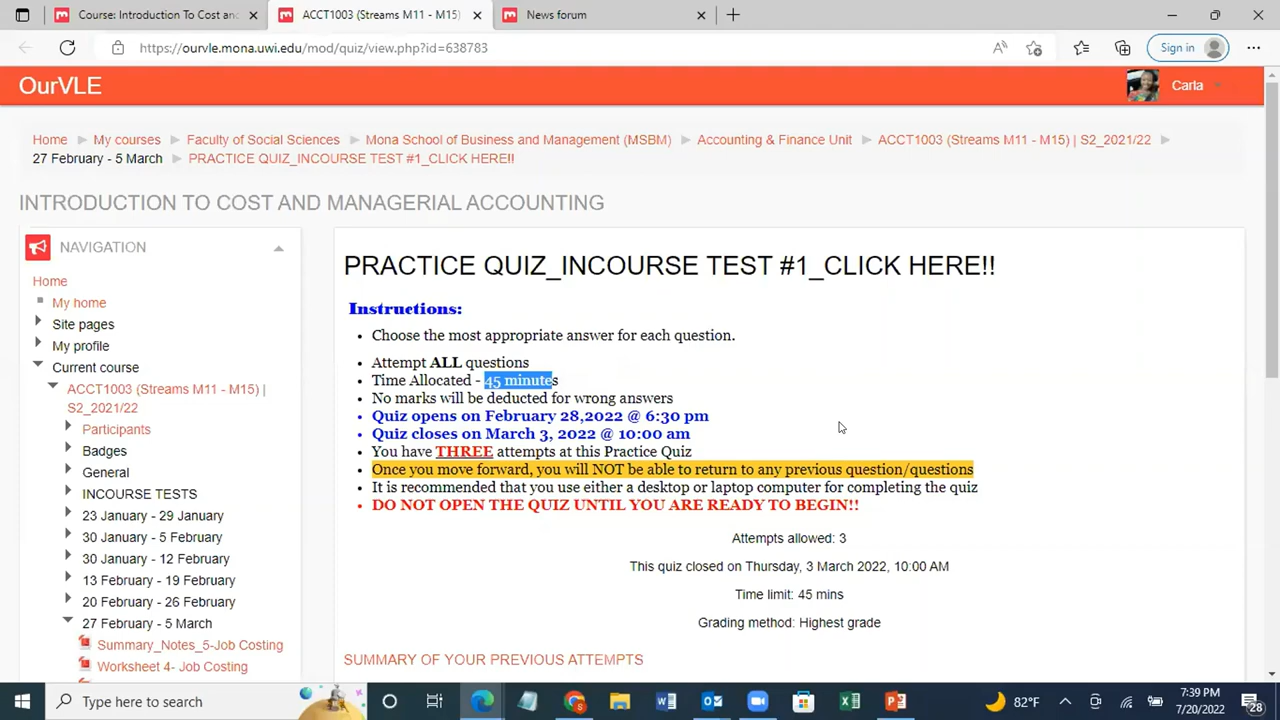 Course: Introduction To Cost an
ACCT1003 (Streams M11 - M15)
News forum
https://ourvle.mona.uwi.edu/mod/quiz/view.php?id=638783
Sign in
OurVLE
Carla
Home My courses Faculty of Social Sciences Mona School of Business and Management (MSBM) Accounting & Finance Unit ACCT1003 (Streams M11 - M15) | S2_2021/22
27 February - 5 March PRACTICE QUIZ_INCOURSE TEST #1_CLICK HERE!!
INTRODUCTION TO COST AND MANAGERIAL ACCOUNTING
NAVIGATION
Home
My home
Site pages
My profile
Current course
ACCT1003 (Streams M11 - M15) |
S2_2021/22
Participants
Badges
General
INCOURSE TESTS
23 January - 29 January
30 January - 5 February
30 January - 12 February
13 February - 19 February
20 February - 26 February
27 February - 5 March
Summary_Notes_5-Job Costing
Worksheet 4- Job Costing
PRACTICE QUIZ_INCOURSE TEST #1_CLICK HERE!!
Instructions:
• Choose the most appropriate answer for each question.
• Attempt ALL questions
• Time Allocated - 45 minutes
• No marks will be deducted for wrong answers
• Quiz opens on February 28,2022 @ 6:30 pm
• Quiz closes on March 3, 2022 @ 10:00 am
• You have THREE attempts at this Practice Quiz
• Once you move forward, you will NOT be able to return to any previous question/questions
• It is recommended that you use either a desktop or laptop computer for completing the quiz
• DO NOT OPEN THE QUIZ UNTIL YOU ARE READY TO BEGIN!!
Attempts allowed: 3
This quiz closed on Thursday, 3 March 2022, 10:00 AM
Time limit: 45 mins
Grading method: Highest grade
SUMMARY OF YOUR PREVIOUS ATTEMPTS
Type here to search
82°F
7:39 PM
7/20/2022
28